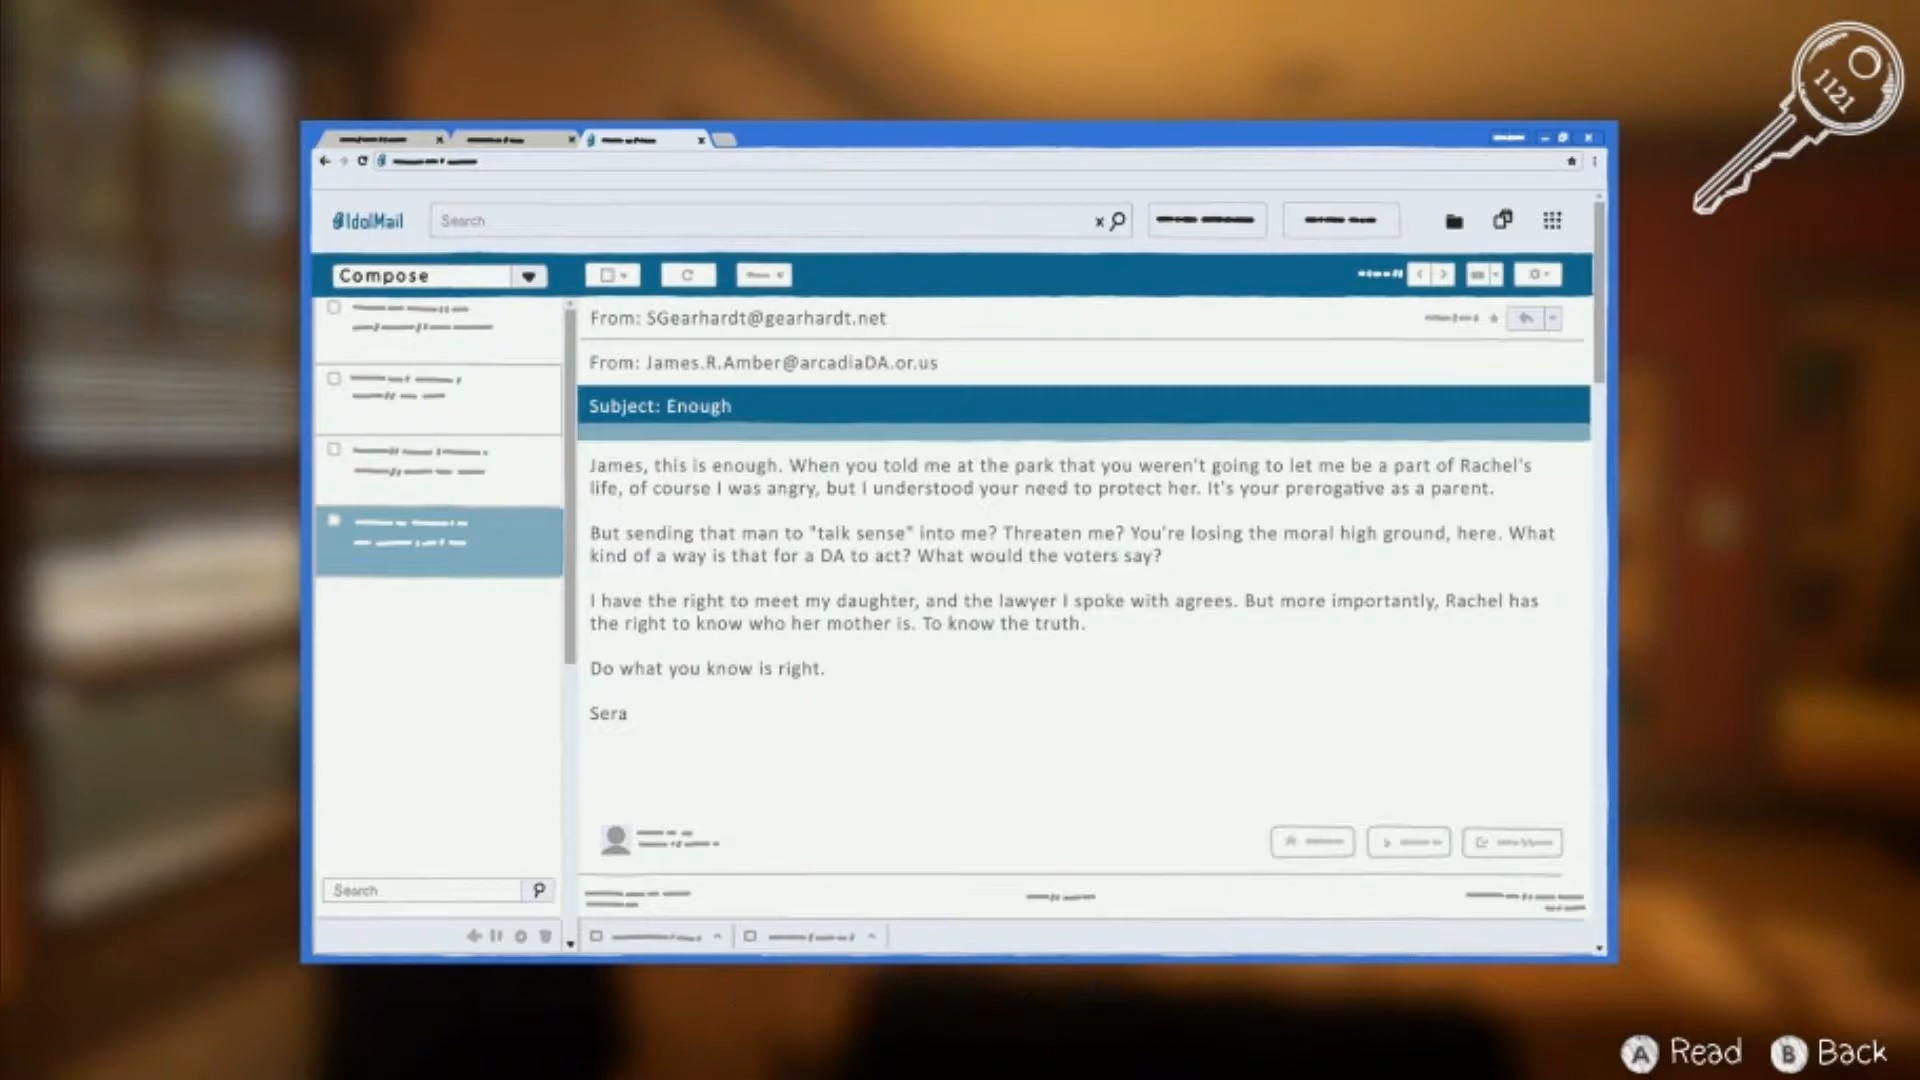 1121
IdolMail
Search
x
Compose
From: SGearhardt@gearhardt.net
From: James.R.Amber@arcadiaDA.or.us
Subject: Enough
James, this is enough. When you told me at the park that you weren't going to let me be a part of Rachel's
life, of course I was angry, but I understood your need to protect her. It's your prerogative as a parent.
But sending that man to "talk sense" into me? Threaten me? You're losing the moral high ground, here. What
kind of a way is that for a DA to act? What would the voters say?
I have the right to meet my daughter, and the lawyer I spoke with agrees. But more importantly, Rachel has
the right to know who her mother is. To know the truth.
Do what you know is right.
Sera
Search
A Read B Back